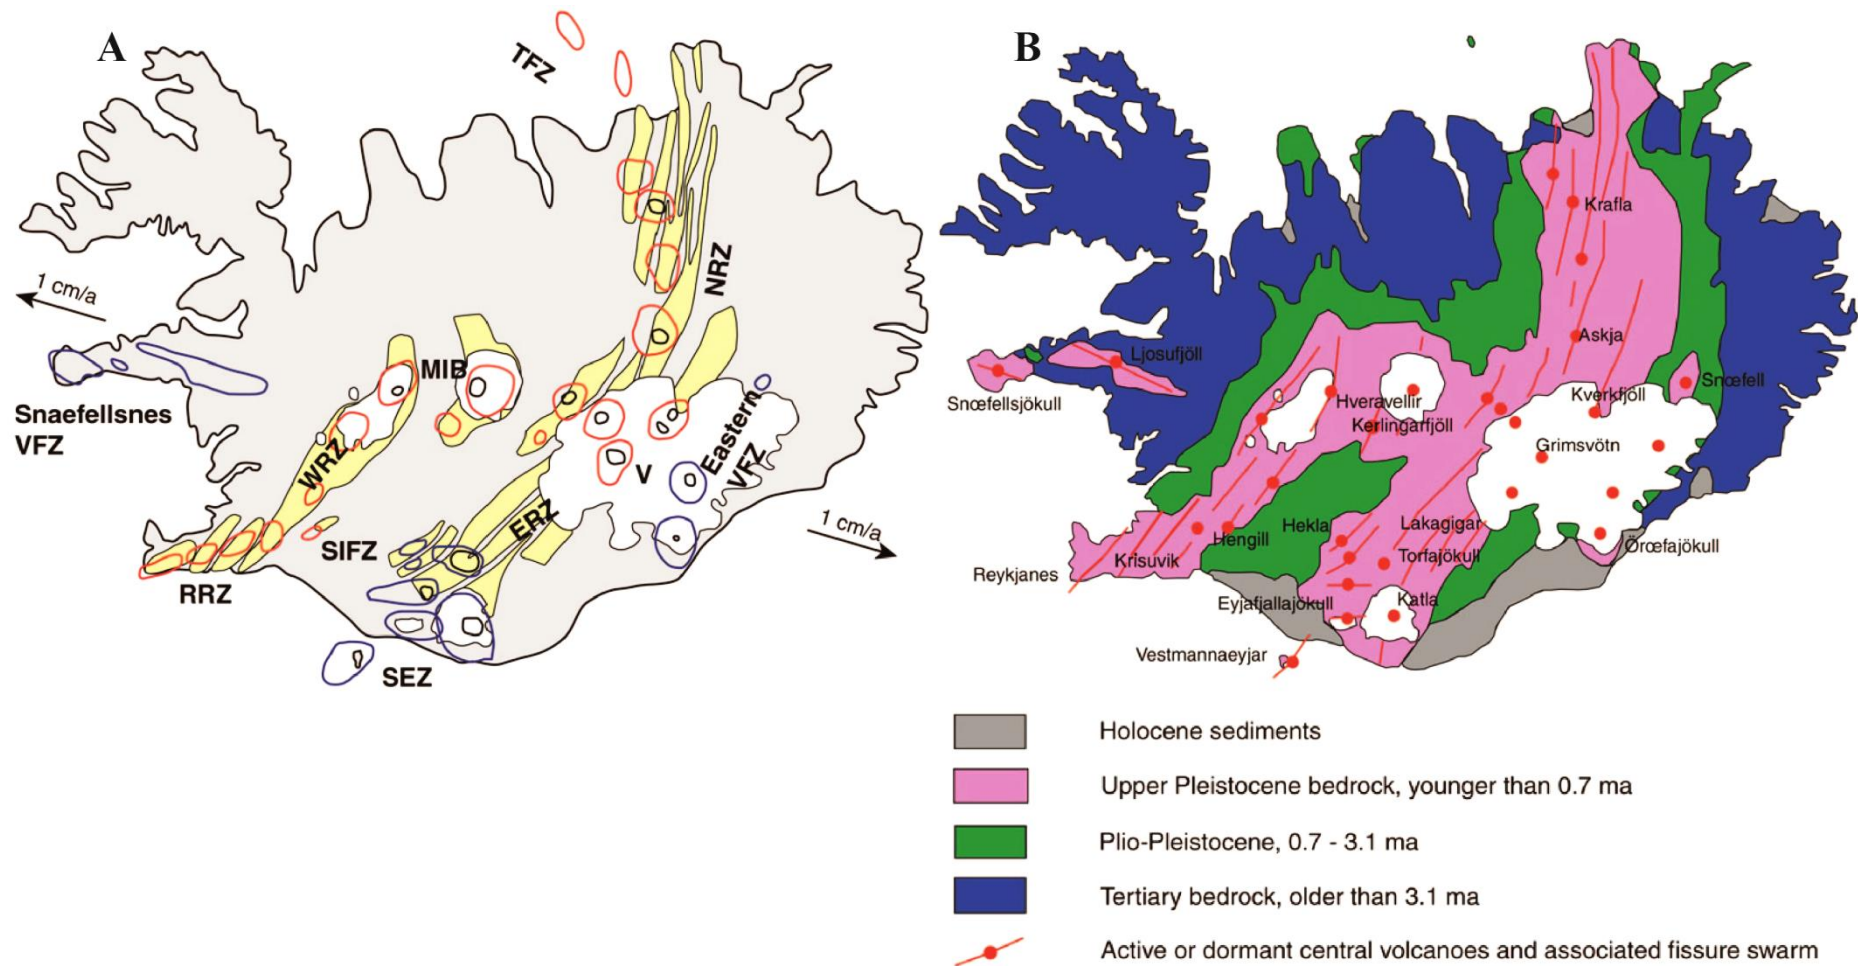 A
TFZ
NRZ
1 cm/a
MIB
Snaefellsnes
VFZ
WRZ
V
Eastern
VFZ
ERZ
SIFZ
RRZ
SEZ
1 cm/a
B
Krafla
Askja
Ljosufjöll
Snœfellsjökull
Snœfell
Kverkfjöll
Hveravellir
Kerlingarfjöll
Grimsvötn
Hekla
Lakagigar
Hengill
Krisuvik
Torfajökull
Örœfajökull
Reykjanes
Eyjafjallajökull
Katla
Vestmannaeyjar
Holocene sediments
Upper Pleistocene bedrock, younger than 0.7 ma
Plio-Pleistocene, 0.7 - 3.1 ma
Tertiary bedrock, older than 3.1 ma
Active or dormant central volcanoes and associated fissure swarm